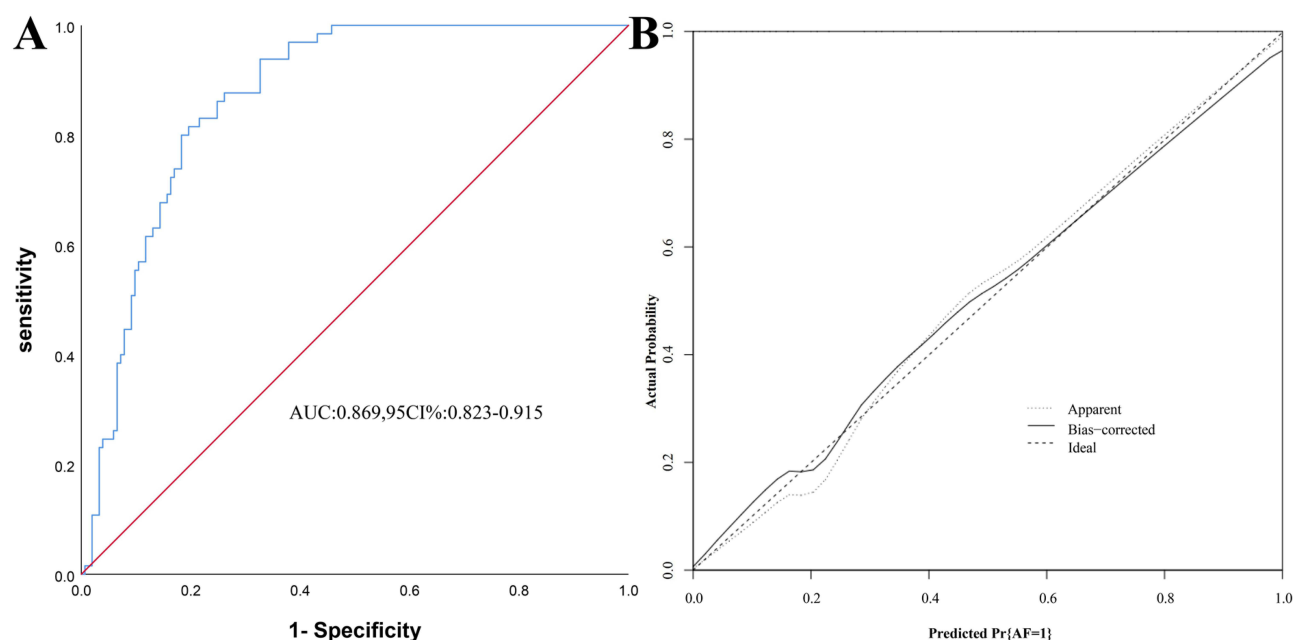 A
1.0
0.8
0.6
0.4
0.2
0.0
sensitivity
AUC:0.869,95CI%:0.823-0.915
0.0
0.2
0.4
0.6
0.8
1.0
1- Specificity
B
1.0
0.8
0.6
0.4
0.2
0.0
Actual Probability
Apparent
Bias-corrected
Ideal
0.0
0.2
0.4
0.6
0.8
1.0
Predicted Pr{AF=1}